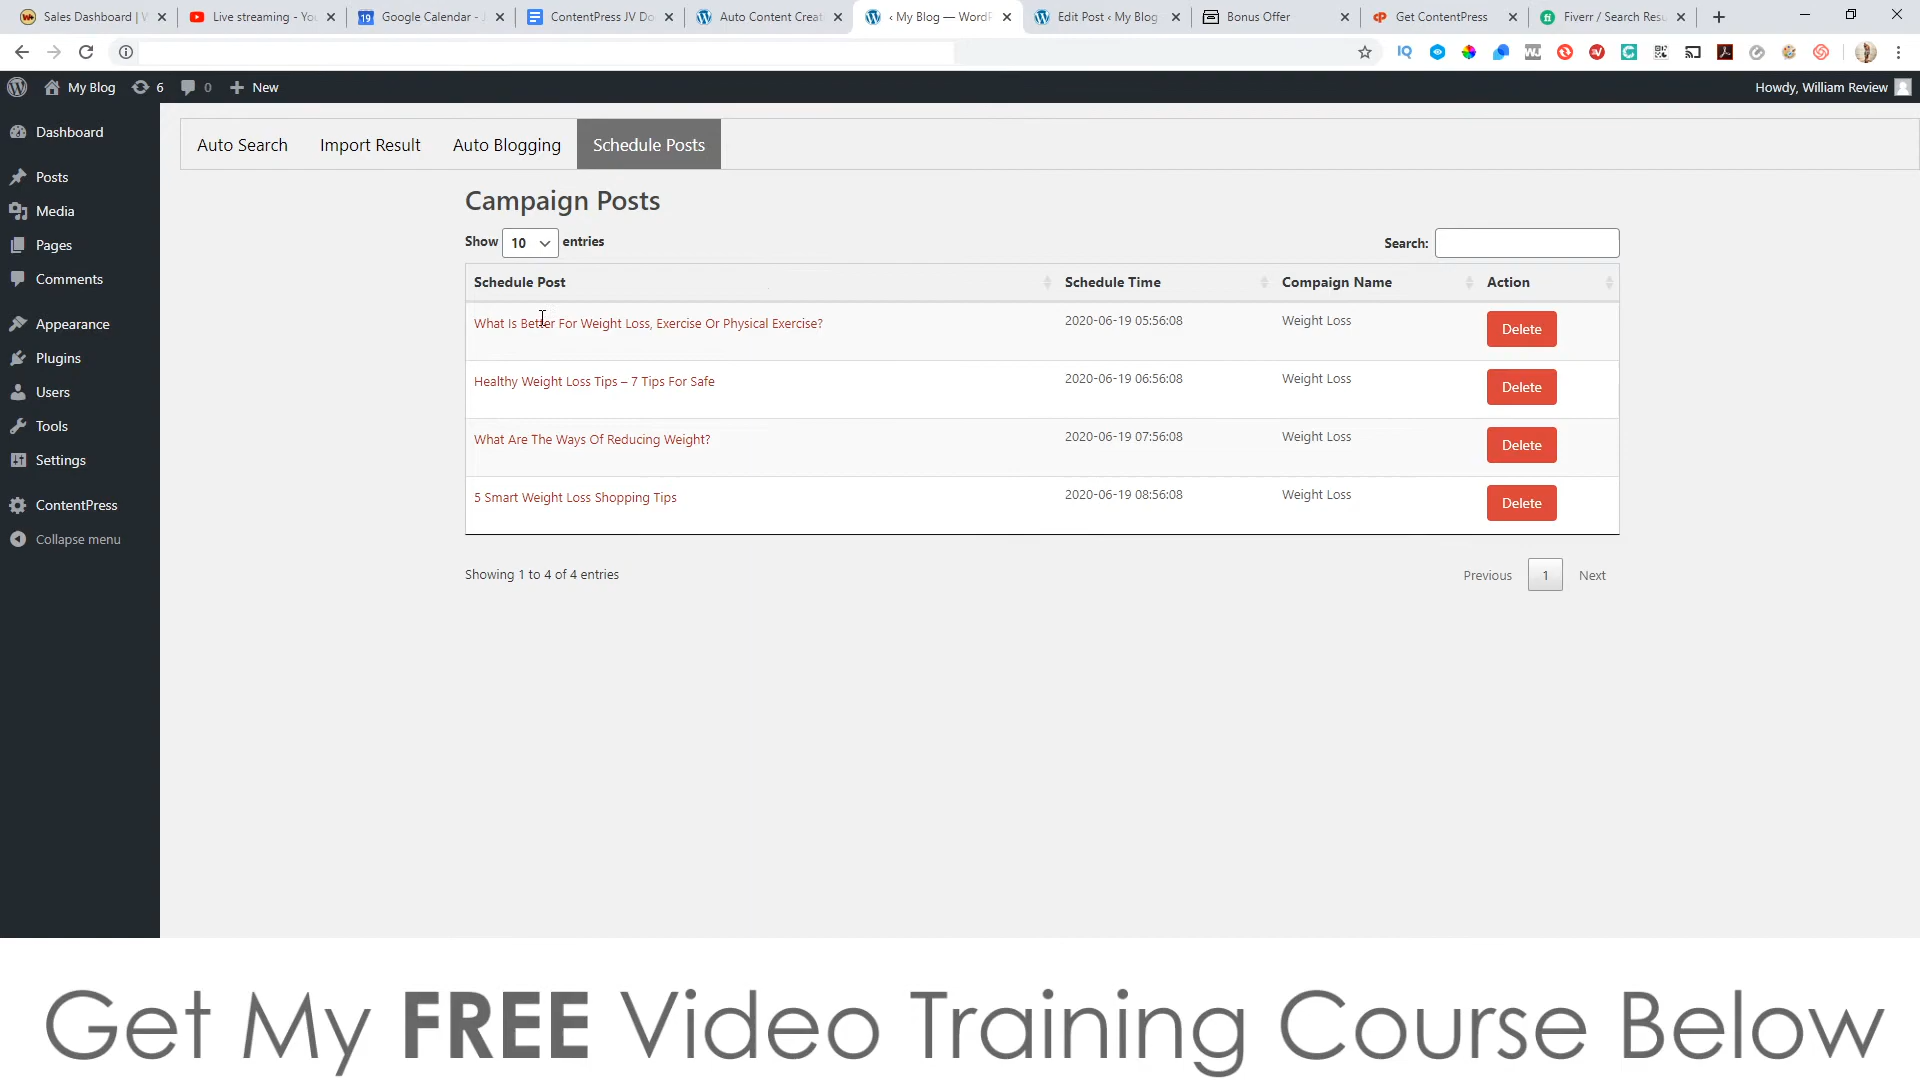 Sales Dashboard | V
Live streaming - Yo
Google Calendar - J
ContentPress JV Do
Auto Content Creat
‹ My Blog — WordP
Edit Post ‹ My Blog
Bonus Offer
Get ContentPress
Fiverr / Search Resu
My Blog
6
0
New
Howdy, William Review
Dashboard
Posts
Media
Pages
Comments
Appearance
Plugins
Users
Tools
Settings
ContentPress
Collapse menu
Auto Search
Import Result
Auto Blogging
Schedule Posts
Campaign Posts
Show 10 entries
Search:
Schedule Post Schedule Time Compaign Name Action
What Is Better For Weight Loss, Exercise Or Physical Exercise? 2020-06-19 05:56:08 Weight Loss Delete
Healthy Weight Loss Tips – 7 Tips For Safe 2020-06-19 06:56:08 Weight Loss Delete
What Are The Ways Of Reducing Weight? 2020-06-19 07:56:08 Weight Loss Delete
5 Smart Weight Loss Shopping Tips 2020-06-19 08:56:08 Weight Loss Delete
Showing 1 to 4 of 4 entries
Previous 1 Next
Get My FREE Video Training Course Below